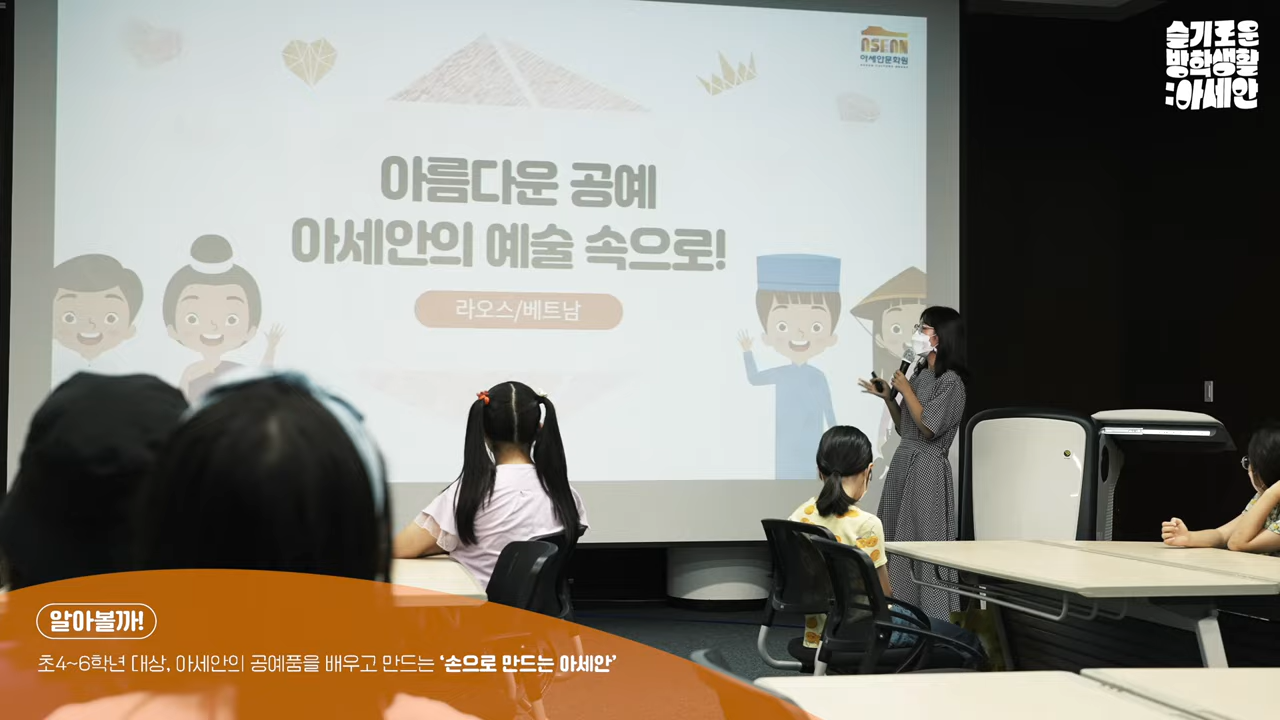 슬기로운
방학생활
:아세안
ASEAN
아세안문화원
아름다운 공예
아세안의 예술 속으로!
라오스/베트남
알아볼까!
초4~6학년 대상, 아세안의 공예품을 배우고 만드는 ‘손으로 만드는 아세안’